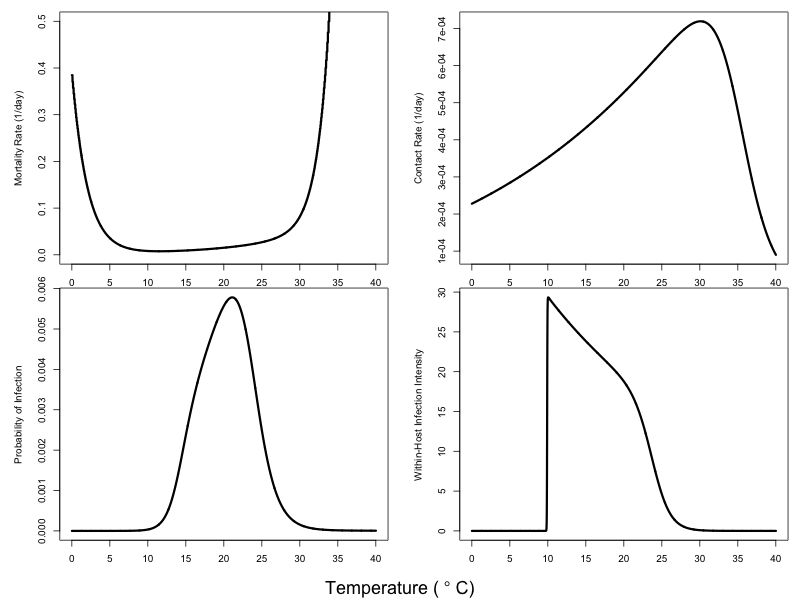 Mortality Rate (1/day)
0.5
0.4
0.3
0.2
0.1
0.0
0 5 10 15 20 25 30 35 40
Contact Rate (1/day)
7e-04
6e-04
5e-04
4e-04
3e-04
2e-04
1e-04
0 5 10 15 20 25 30 35 40
Probability of Infection
0.006
0.005
0.004
0.003
0.002
0.001
0.000
0 5 10 15 20 25 30 35 40
Within-Host Infection Intensity
30
25
20
15
10
5
0
0 5 10 15 20 25 30 35 40
Temperature ( ° C)